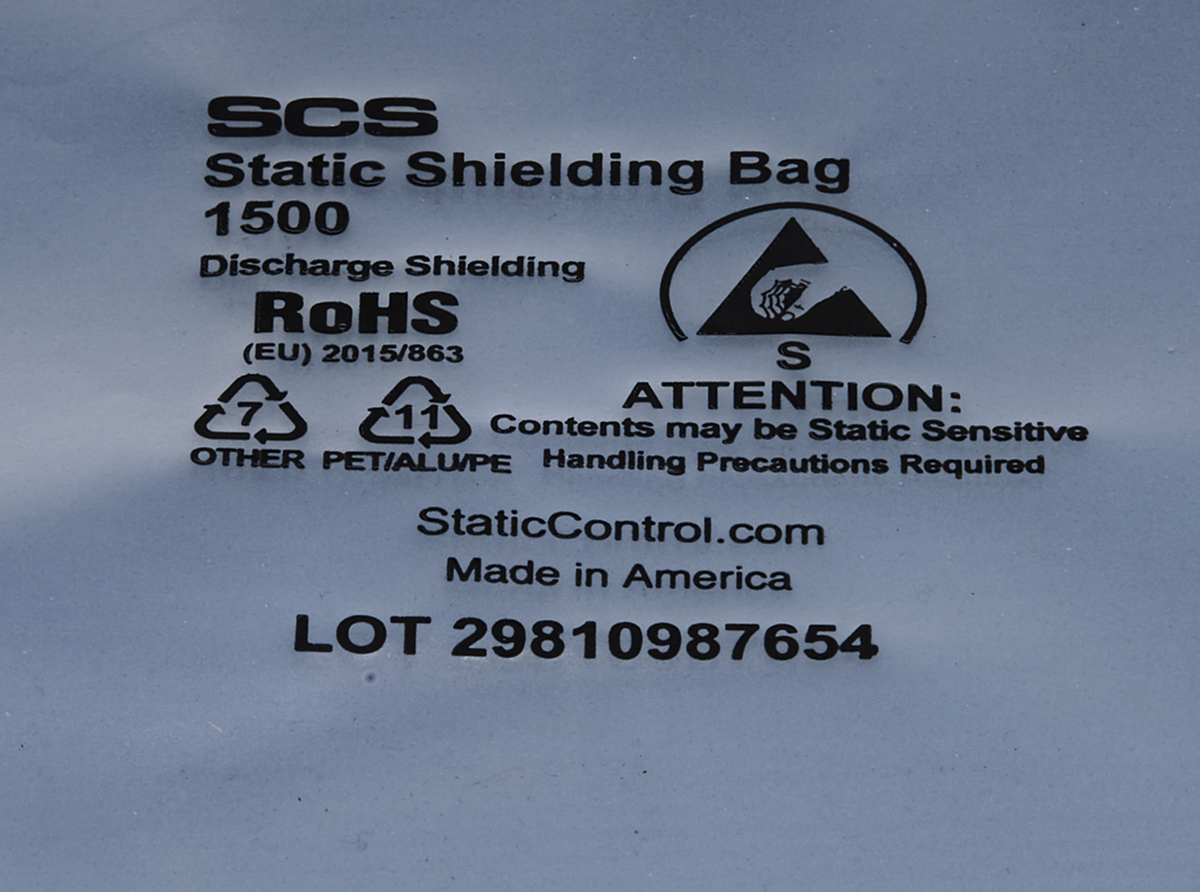 SCS
Static Shielding Bag
1500
Discharge Shielding
RoHS
(EU) 2015/863
S
ATTENTION:
Contents may be Static Sensitive
Handling Precautions Required
7
OTHER
11
PET/ALU/PE
StaticControl.com
Made in America
LOT 29810987654